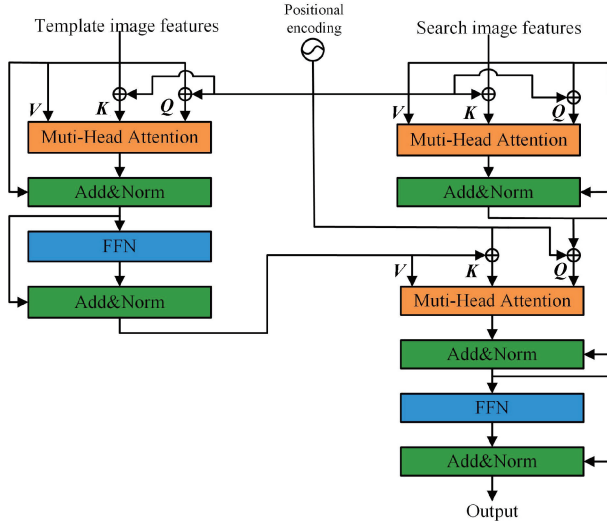 Template image features
Positional
encoding
Search image features
V
K
Q
Muti-Head Attention
Add&Norm
FFN
Add&Norm
V
K
Q
Muti-Head Attention
Add&Norm
V
K
Q
Muti-Head Attention
Add&Norm
FFN
Add&Norm
Output